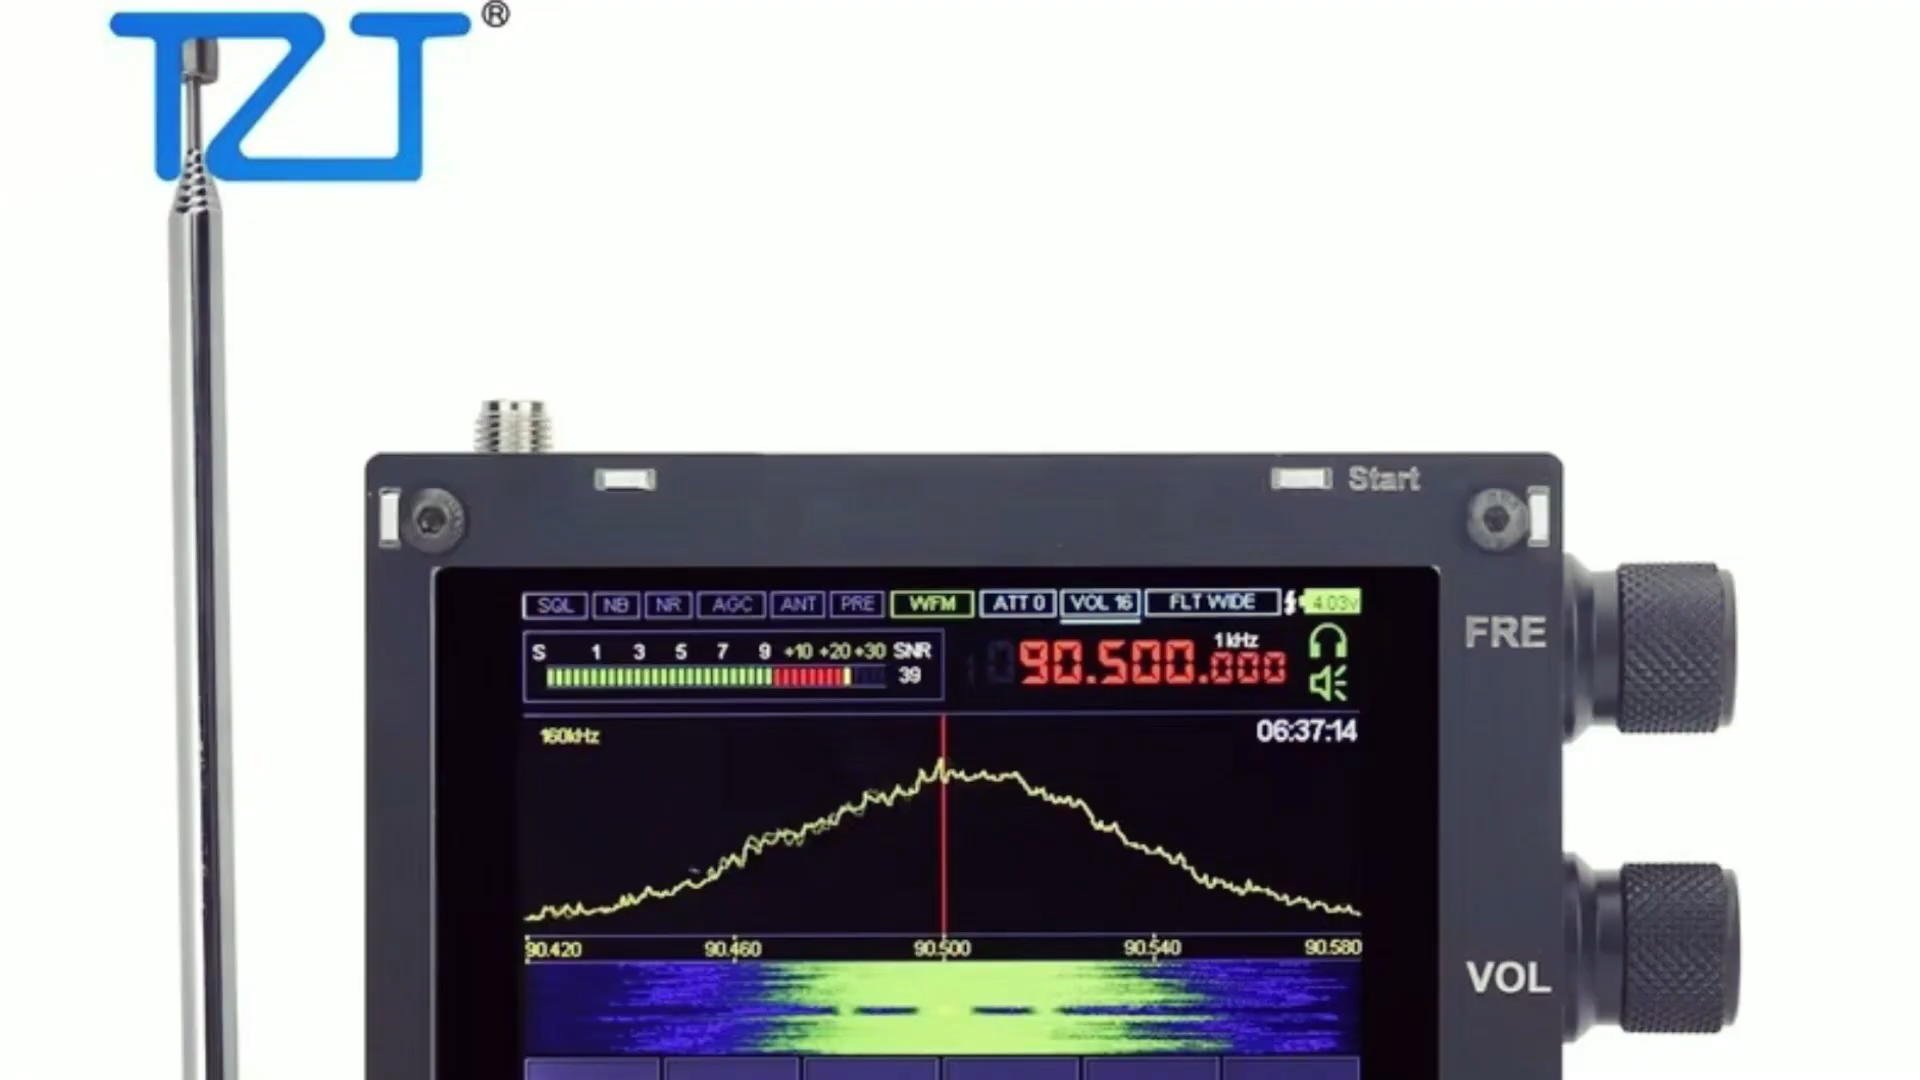 TZT®
Start
SQL NB NR AGC ANT PRE WFM ATT 0 VOL 16 FLT WIDE 4.03v
S 1 3 5 7 9 +10 +20 +30 SNR
39
1kHz
90.500.000
160kHz
06:37:14
90.420 90.460 90.500 90.540 90.580
FRE
VOL